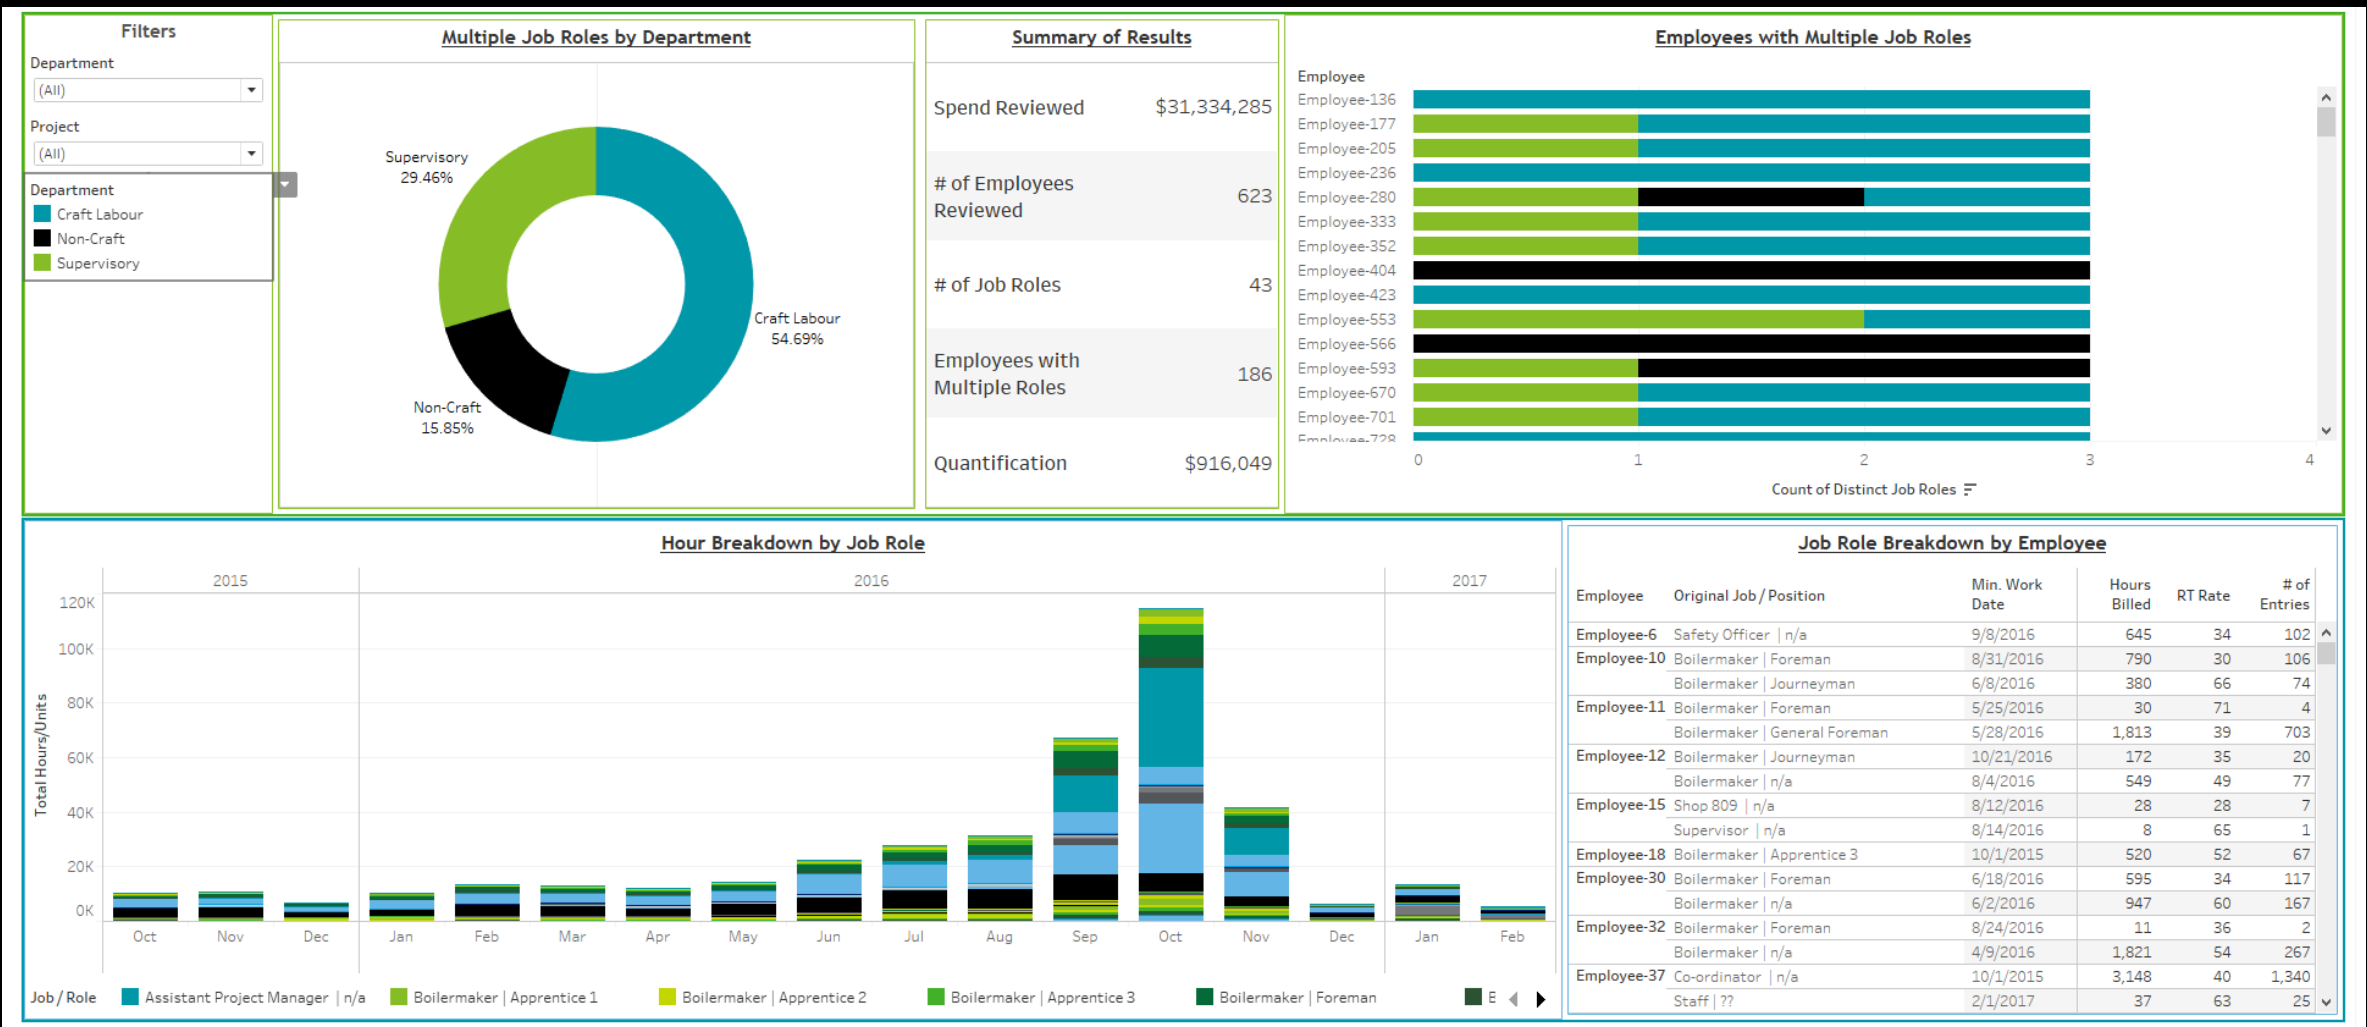 Filters
Department
(All)
Project
(All)
Department
Craft Labour
Non-Craft
Supervisory
Multiple Job Roles by Department
Supervisory
29.46%
Craft Labour
54.69%
Non-Craft
15.85%
Summary of Results
Spend Reviewed $31,334,285
# of Employees
Reviewed 623
# of Job Roles 43
Employees with
Multiple Roles 186
Quantification $916,049
Employees with Multiple Job Roles
Employee
Employee-136
Employee-177
Employee-205
Employee-236
Employee-280
Employee-333
Employee-352
Employee-404
Employee-423
Employee-553
Employee-566
Employee-593
Employee-670
Employee-701
Employee-728
0 1 2 3 4
Count of Distinct Job Roles
Hour Breakdown by Job Role
2015 2016 2017
Total Hours/Units
120K
100K
80K
60K
40K
20K
0K
Oct Nov Dec Jan Feb Mar Apr May Jun Jul Aug Sep Oct Nov Dec Jan Feb
Job / Role Assistant Project Manager | n/a Boilermaker | Apprentice 1 Boilermaker | Apprentice 2 Boilermaker | Apprentice 3 Boilermaker | Foreman
Job Role Breakdown by Employee
Employee Original Job / Position Min. Work Date Hours Billed RT Rate # of Entries
Employee-6 Safety Officer | n/a 9/8/2016 645 34 102
Employee-10 Boilermaker | Foreman 8/31/2016 790 30 106
Boilermaker | Journeyman 6/8/2016 380 66 74
Employee-11 Boilermaker | Foreman 5/25/2016 30 71 4
Boilermaker | General Foreman 5/28/2016 1,813 39 703
Employee-12 Boilermaker | Journeyman 10/21/2016 172 35 20
Boilermaker | n/a 8/4/2016 549 49 77
Employee-15 Shop 809 | n/a 8/12/2016 28 28 7
Supervisor | n/a 8/14/2016 8 65 1
Employee-18 Boilermaker | Apprentice 3 10/1/2015 520 52 67
Employee-30 Boilermaker | Foreman 6/18/2016 595 34 117
Boilermaker | n/a 6/2/2016 947 60 167
Employee-32 Boilermaker | Foreman 8/24/2016 11 36 2
Boilermaker | n/a 4/9/2016 1,821 54 267
Employee-37 Co-ordinator | n/a 10/1/2015 3,148 40 1,340
Staff | ?? 2/1/2017 37 63 25